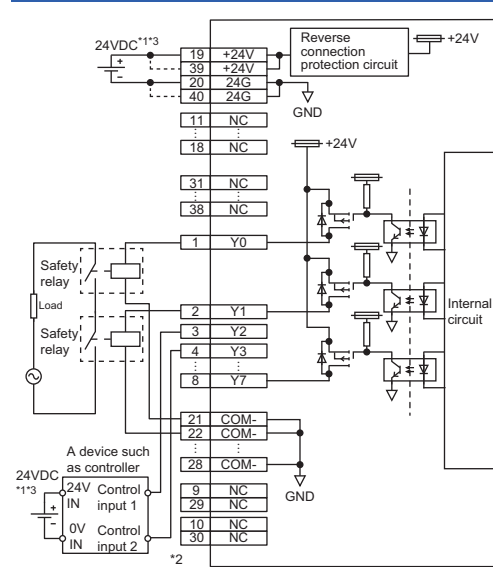 Reverse
connection
protection circuit
+24V
24VDC*1*3
+
−
19 +24V
39 +24V
20 24G
40 24G
GND
11 NC
18 NC
+24V
31 NC
38 NC
1 Y0
Safety
relay
Load
2 Y1
Internal
circuit
Safety
relay
3 Y2
4 Y3
8 Y7
21 COM-
22 COM-
28 COM-
GND
A device such
as controller
24VDC
*1*3
+
−
24V
IN
Control
input 1
0V
IN
Control
input 2
9 NC
29 NC
10 NC
30 NC
*2